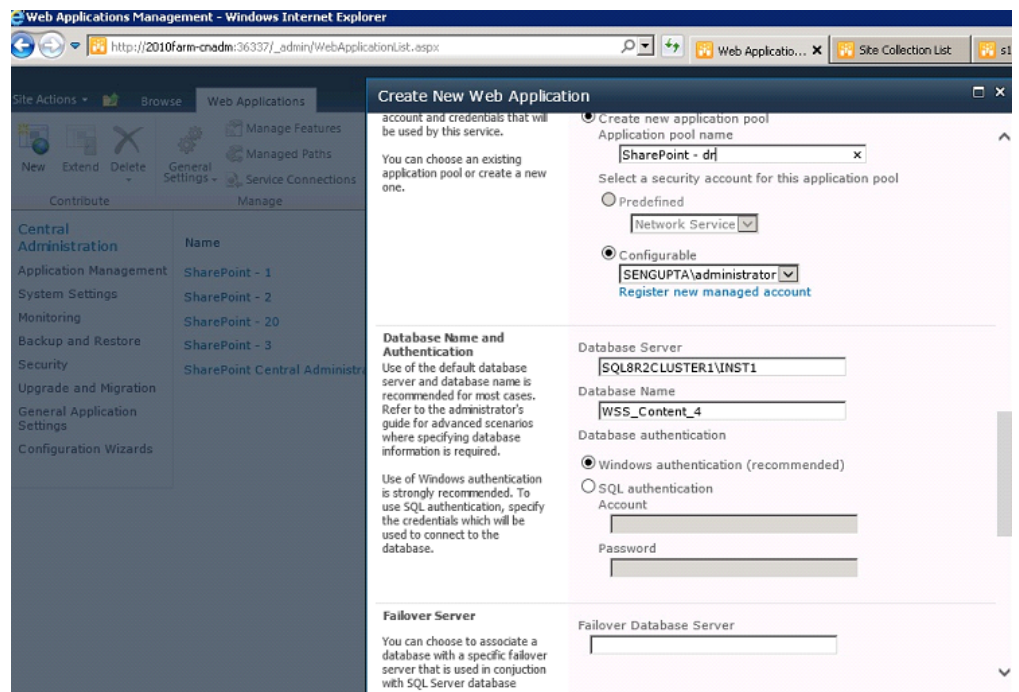 Web Applications Management - Windows Internet Explorer
http://2010farm-cnadm:36337/_admin/WebApplicationList.aspx
Web Applicatio...
Site Collection List
s1
Site Actions
Browse
Web Applications
New
Extend
Delete
General Settings
Manage Features
Managed Paths
Service Connections
Contribute
Manage
Central
Administration
Application Management
System Settings
Monitoring
Backup and Restore
Security
Upgrade and Migration
General Application
Settings
Configuration Wizards
Name
SharePoint - 1
SharePoint - 2
SharePoint - 20
SharePoint - 3
SharePoint Central Administra
Create New Web Application
account and credentials that will
be used by this service.
You can choose an existing
application pool or create a new
one.
Create new application pool
Application pool name
SharePoint - dr
Select a security account for this application pool
Predefined
Network Service
Configurable
SENGUPTA\administrator
Register new managed account
Database Name and
Authentication
Use of the default database
server and database name is
recommended for most cases.
Refer to the administrator's
guide for advanced scenarios
where specifying database
information is required.
Use of Windows authentication
is strongly recommended. To
use SQL authentication, specify
the credentials which will be
used to connect to the
database.
Database Server
SQL8R2CLUSTER1\INST1
Database Name
WSS_Content_4
Database authentication
Windows authentication (recommended)
SQL authentication
Account
Password
Failover Server
You can choose to associate a
database with a specific failover
server that is used in conjuction
with SQL Server database
Failover Database Server